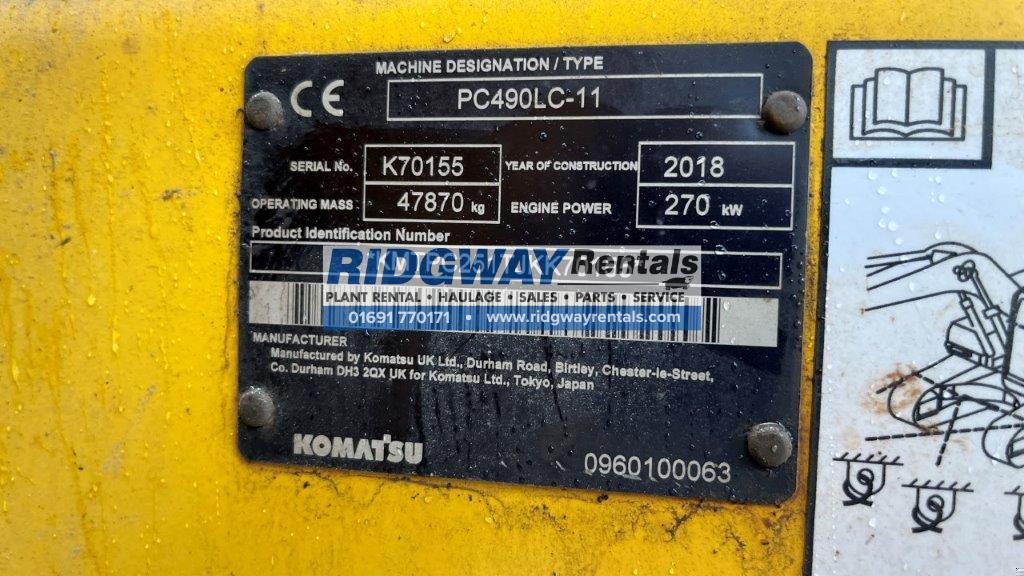 MACHINE DESIGNATION / TYPE
CE
PC490LC-11
SERIAL No. K70155 YEAR OF CONSTRUCTION 2018
OPERATING MASS 47870 kg ENGINE POWER 270 kW
Product Identification Number
RIDGWAY Rentals
PLANT RENTAL • HAULAGE • SALES • PARTS • SERVICE
01691 770171 • www.ridgwayrentals.com
MANUFACTURER
Manufactured by Komatsu UK Ltd., Durham Road, Birtley, Chester-le-Street,
Co. Durham DH3 2QX UK for Komatsu Ltd., Tokyo, Japan
KOMATSU
0960100063